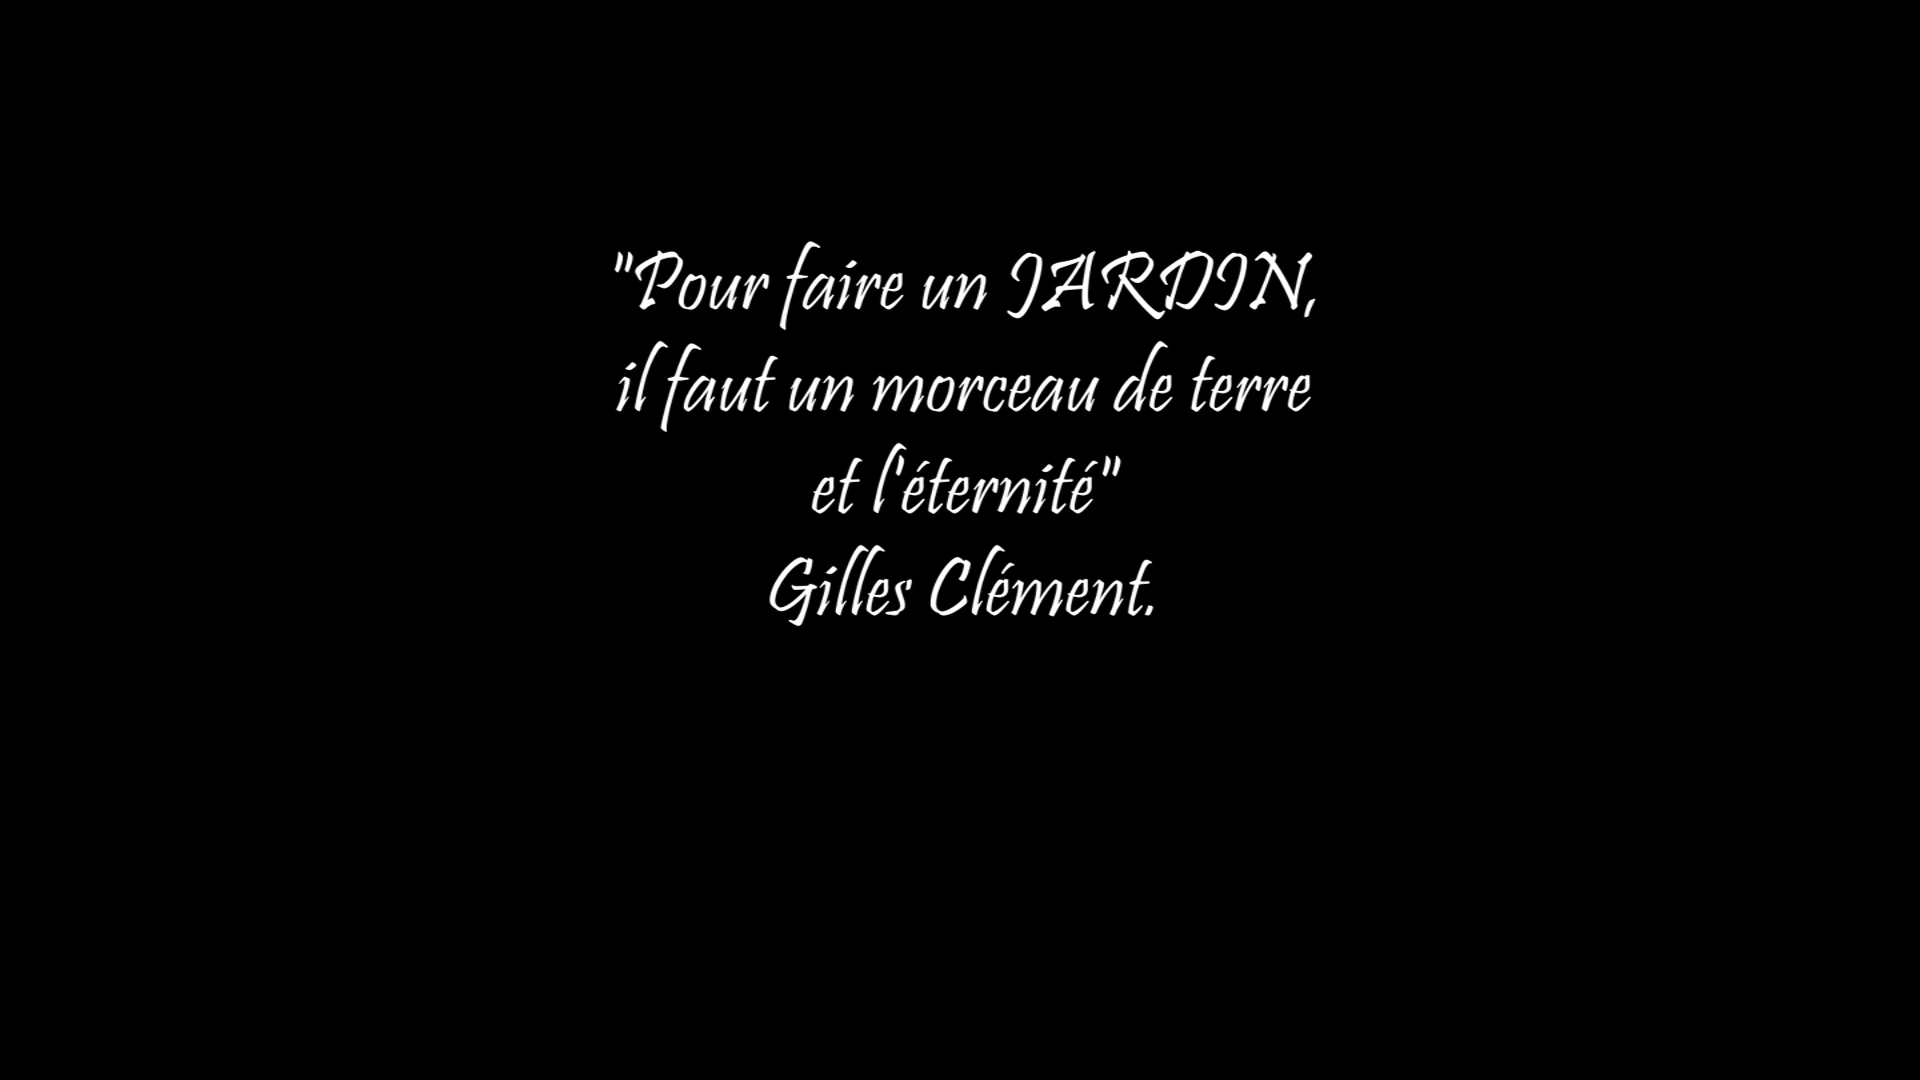 "Pour faire un JARDIN,
il faut un morceau de terre
et l'éternité"
Gilles Clément.